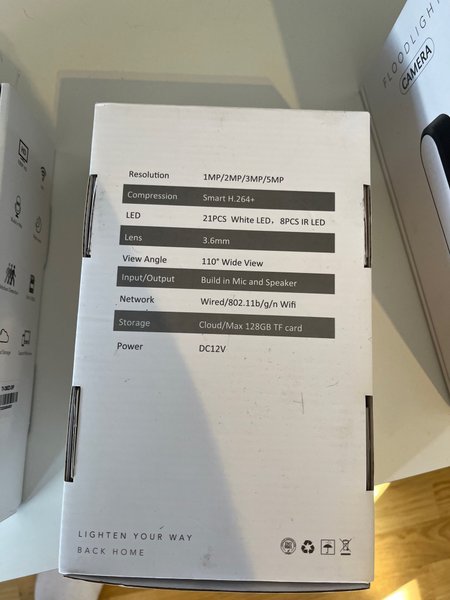 FLOODLIGHT
CAMERA
Resolution 1MP/2MP/3MP/5MP
Compression Smart H.264+
LED 21PCS White LED, 8PCS IR LED
Lens 3.6mm
View Angle 110° Wide View
Input/Output Build in Mic and Speaker
Network Wired/802.11b/g/n Wifi
Storage Cloud/Max 128GB TF card
Power DC12V
LIGHTEN YOUR WAY
BACK HOME